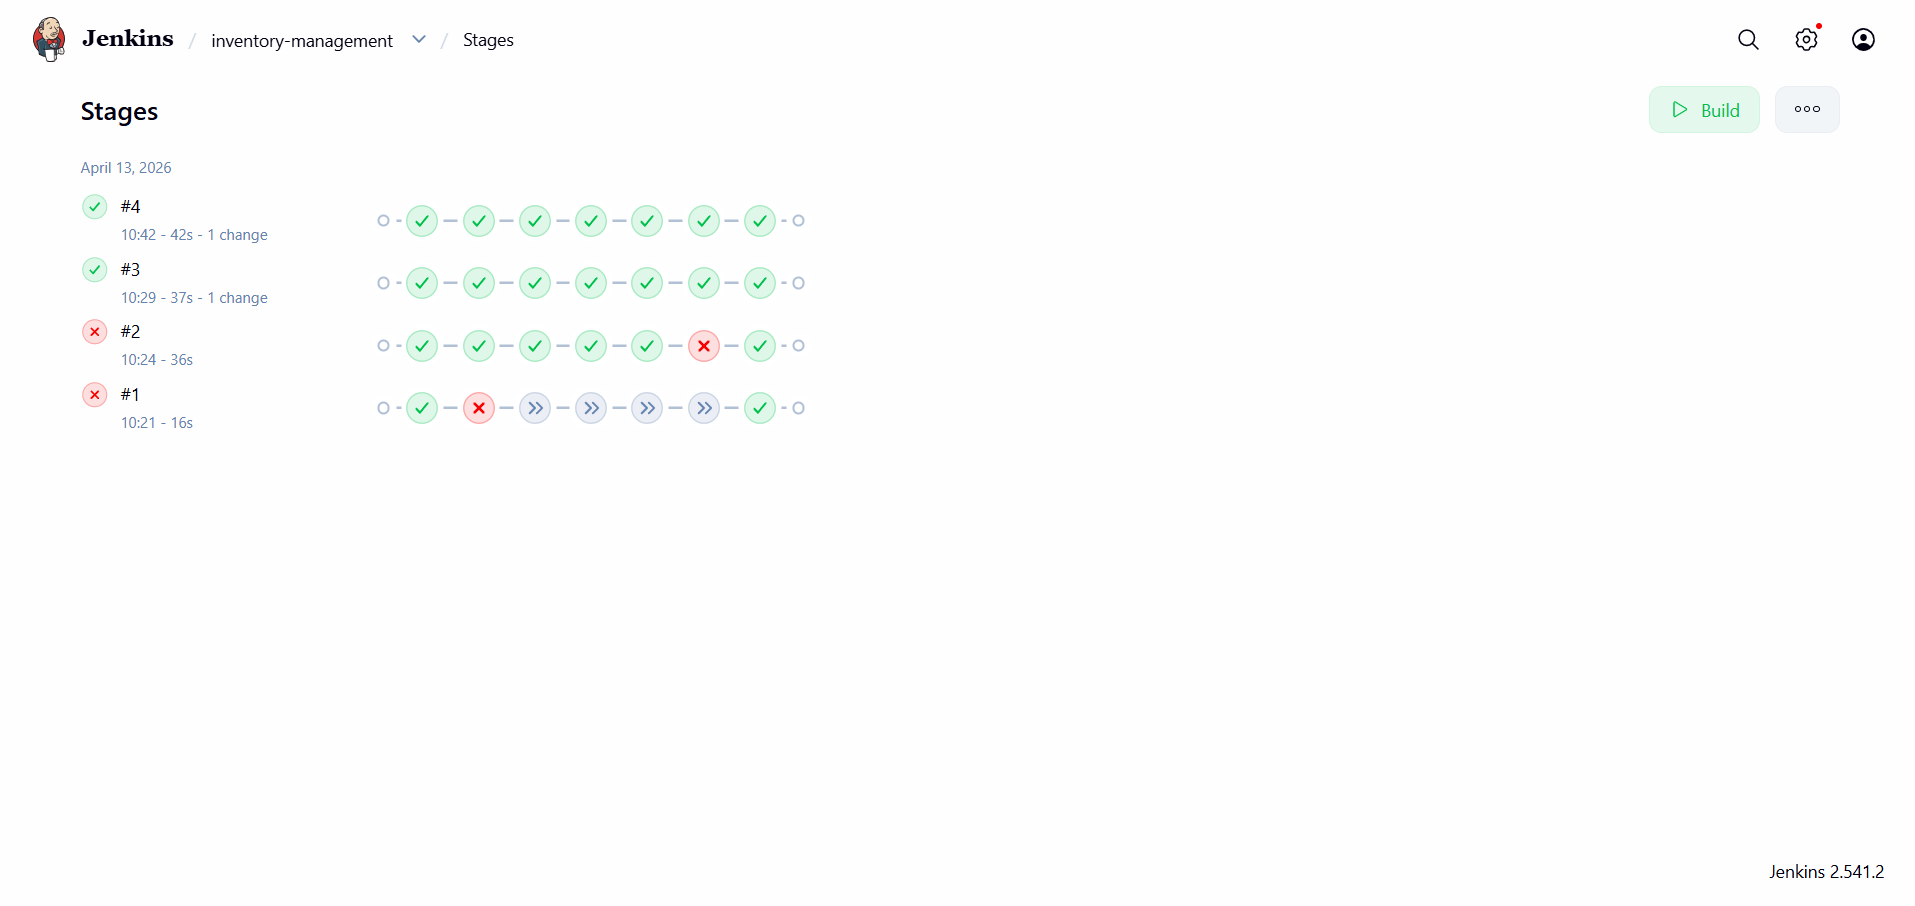 Jenkins / inventory-management / Stages
Stages
Build
April 13, 2026
#4
10:42 - 42s - 1 change
#3
10:29 - 37s - 1 change
#2
10:24 - 36s
#1
10:21 - 16s
Jenkins 2.541.2